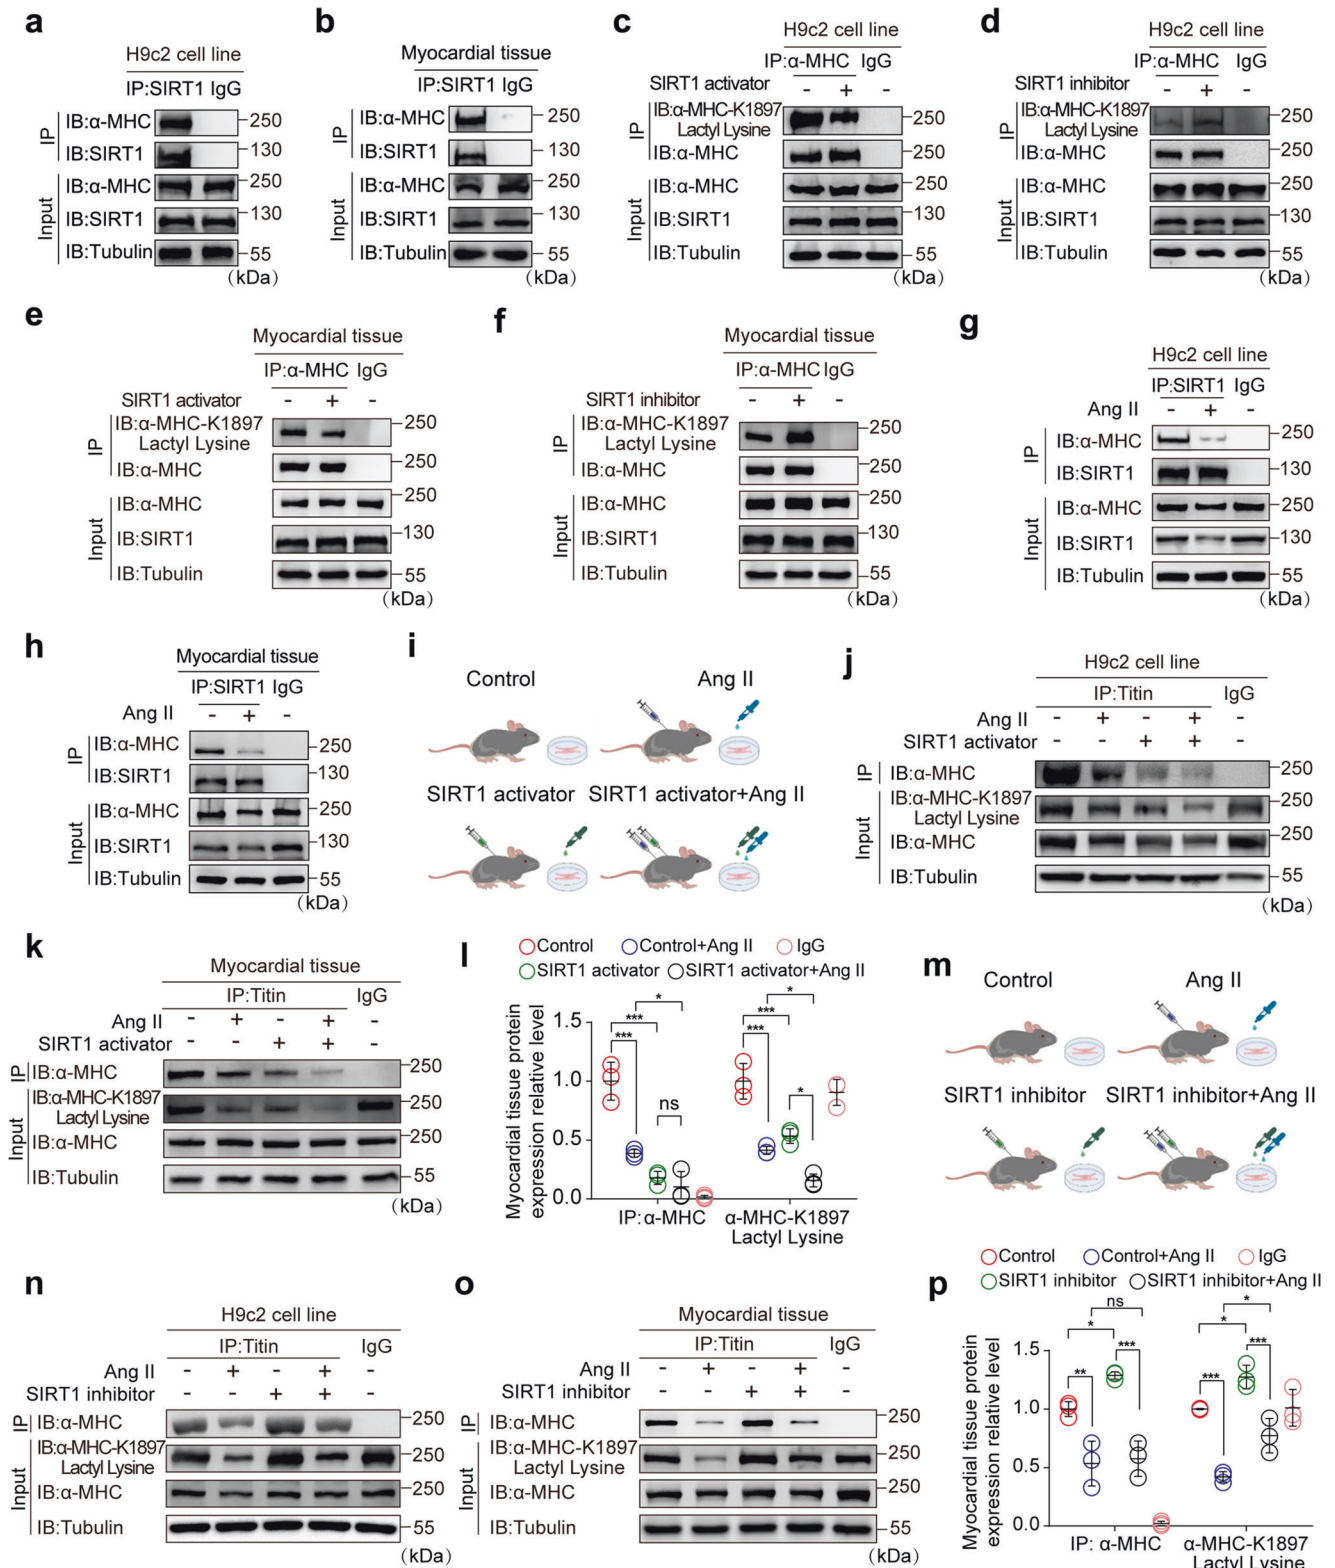 a
H9c2 cell line
IP:SIRT1 IgG
IP
IB:α-MHC
250
IB:SIRT1
130
Input
IB:α-MHC
250
IB:SIRT1
130
IB:Tubulin
55
(kDa)
b
Myocardial tissue
IP:SIRT1 IgG
IP
IB:α-MHC
250
IB:SIRT1
130
Input
IB:α-MHC
250
IB:SIRT1
130
IB:Tubulin
55
(kDa)
c
H9c2 cell line
IP:α-MHC IgG
SIRT1 activator - + -
IP
IB:α-MHC-K1897
Lactyl Lysine
250
IB:α-MHC
250
Input
IB:α-MHC
250
IB:SIRT1
130
IB:Tubulin
55
(kDa)
d
H9c2 cell line
IP:α-MHC IgG
SIRT1 inhibitor - + -
IP
IB:α-MHC-K1897
Lactyl Lysine
250
IB:α-MHC
250
Input
IB:α-MHC
250
IB:SIRT1
130
IB:Tubulin
55
(kDa)
e
Myocardial tissue
IP:α-MHC IgG
SIRT1 activator - + -
IP
IB:α-MHC-K1897
Lactyl Lysine
250
IB:α-MHC
250
Input
IB:α-MHC
250
IB:SIRT1
130
IB:Tubulin
55
(kDa)
f
Myocardial tissue
IP:α-MHC IgG
SIRT1 inhibitor - + -
IP
IB:α-MHC-K1897
Lactyl Lysine
250
IB:α-MHC
250
Input
IB:α-MHC
250
IB:SIRT1
130
IB:Tubulin
55
(kDa)
g
H9c2 cell line
IP:SIRT1 IgG
Ang II - + -
IP
IB:α-MHC
250
IB:SIRT1
130
Input
IB:α-MHC
250
IB:SIRT1
130
IB:Tubulin
55
(kDa)
h
Myocardial tissue
IP:SIRT1 IgG
Ang II - + -
IP
IB:α-MHC
250
IB:SIRT1
130
Input
IB:α-MHC
250
IB:SIRT1
130
IB:Tubulin
55
(kDa)
i
Control
Ang II
SIRT1 activator
SIRT1 activator+Ang II
j
H9c2 cell line
IP:Titin IgG
Ang II - + - + -
SIRT1 activator - - + + -
IP
IB:α-MHC
250
Input
IB:α-MHC-K1897
Lactyl Lysine
250
IB:α-MHC
250
IB:Tubulin
55
(kDa)
k
Myocardial tissue
IP:Titin IgG
Ang II - + - + -
SIRT1 activator - - + + -
IP
IB:α-MHC
250
Input
IB:α-MHC-K1897
Lactyl Lysine
250
IB:α-MHC
250
IB:Tubulin
55
(kDa)
l
Control
Control+Ang II
IgG
SIRT1 activator
SIRT1 activator+Ang II
Myocardial tissue protein
expression relative level
1.5
1.0
0.5
0.0
*
***
***
ns
*
***
***
*
IP: α-MHC
α-MHC-K1897
Lactyl Lysine
m
Control
Ang II
SIRT1 inhibitor
SIRT1 inhibitor+Ang II
n
H9c2 cell line
IP:Titin IgG
Ang II - + - + -
SIRT1 inhibitor - - + + -
IP
IB:α-MHC
250
Input
IB:α-MHC-K1897
Lactyl Lysine
250
IB:α-MHC
250
IB:Tubulin
55
(kDa)
o
Myocardial tissue
IP:Titin IgG
Ang II - + - + -
SIRT1 inhibitor - - + + -
IP
IB:α-MHC
250
Input
IB:α-MHC-K1897
Lactyl Lysine
250
IB:α-MHC
250
IB:Tubulin
55
(kDa)
p
Control
Control+Ang II
IgG
SIRT1 inhibitor
SIRT1 inhibitor+Ang II
Myocardial tissue protein
expression relative level
1.5
1.0
0.5
0.0
ns
*
***
**
*
*
***
***
IP: α-MHC
α-MHC-K1897
Lactyl Lysine